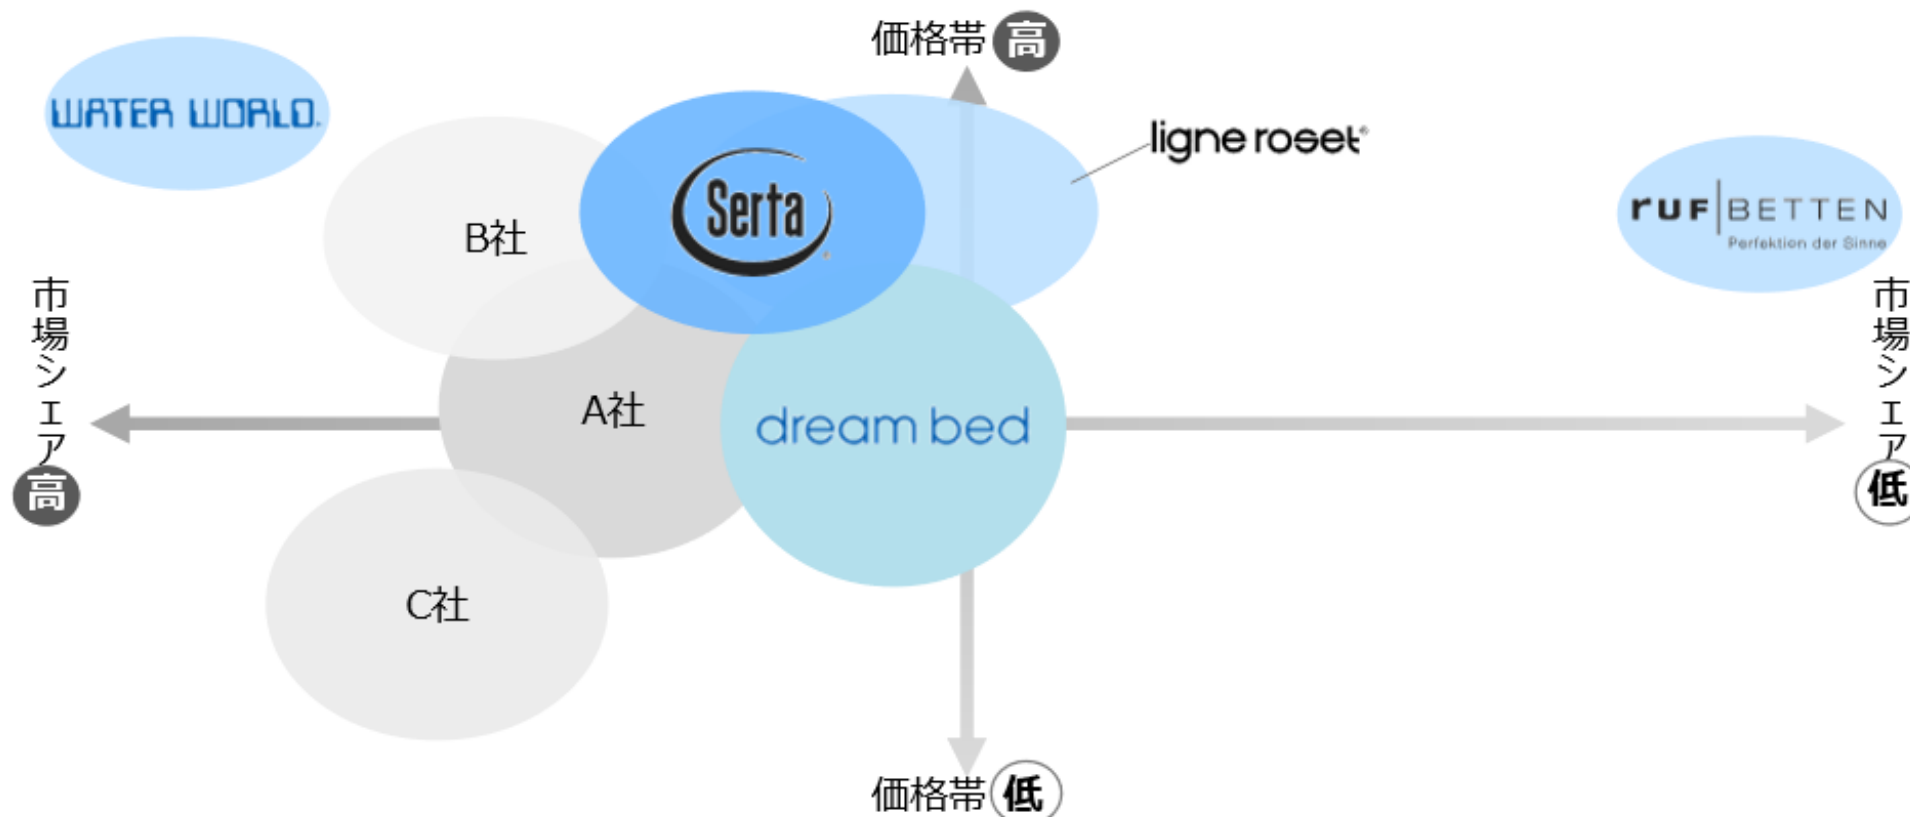 価格帯 高
WATER WORLD.
ligne roset®
Serta®
rUF BETTEN
Perfektion der Sinne
B社
市場シェア 高
市場シェア 低
A社
dream bed
C社
価格帯 低